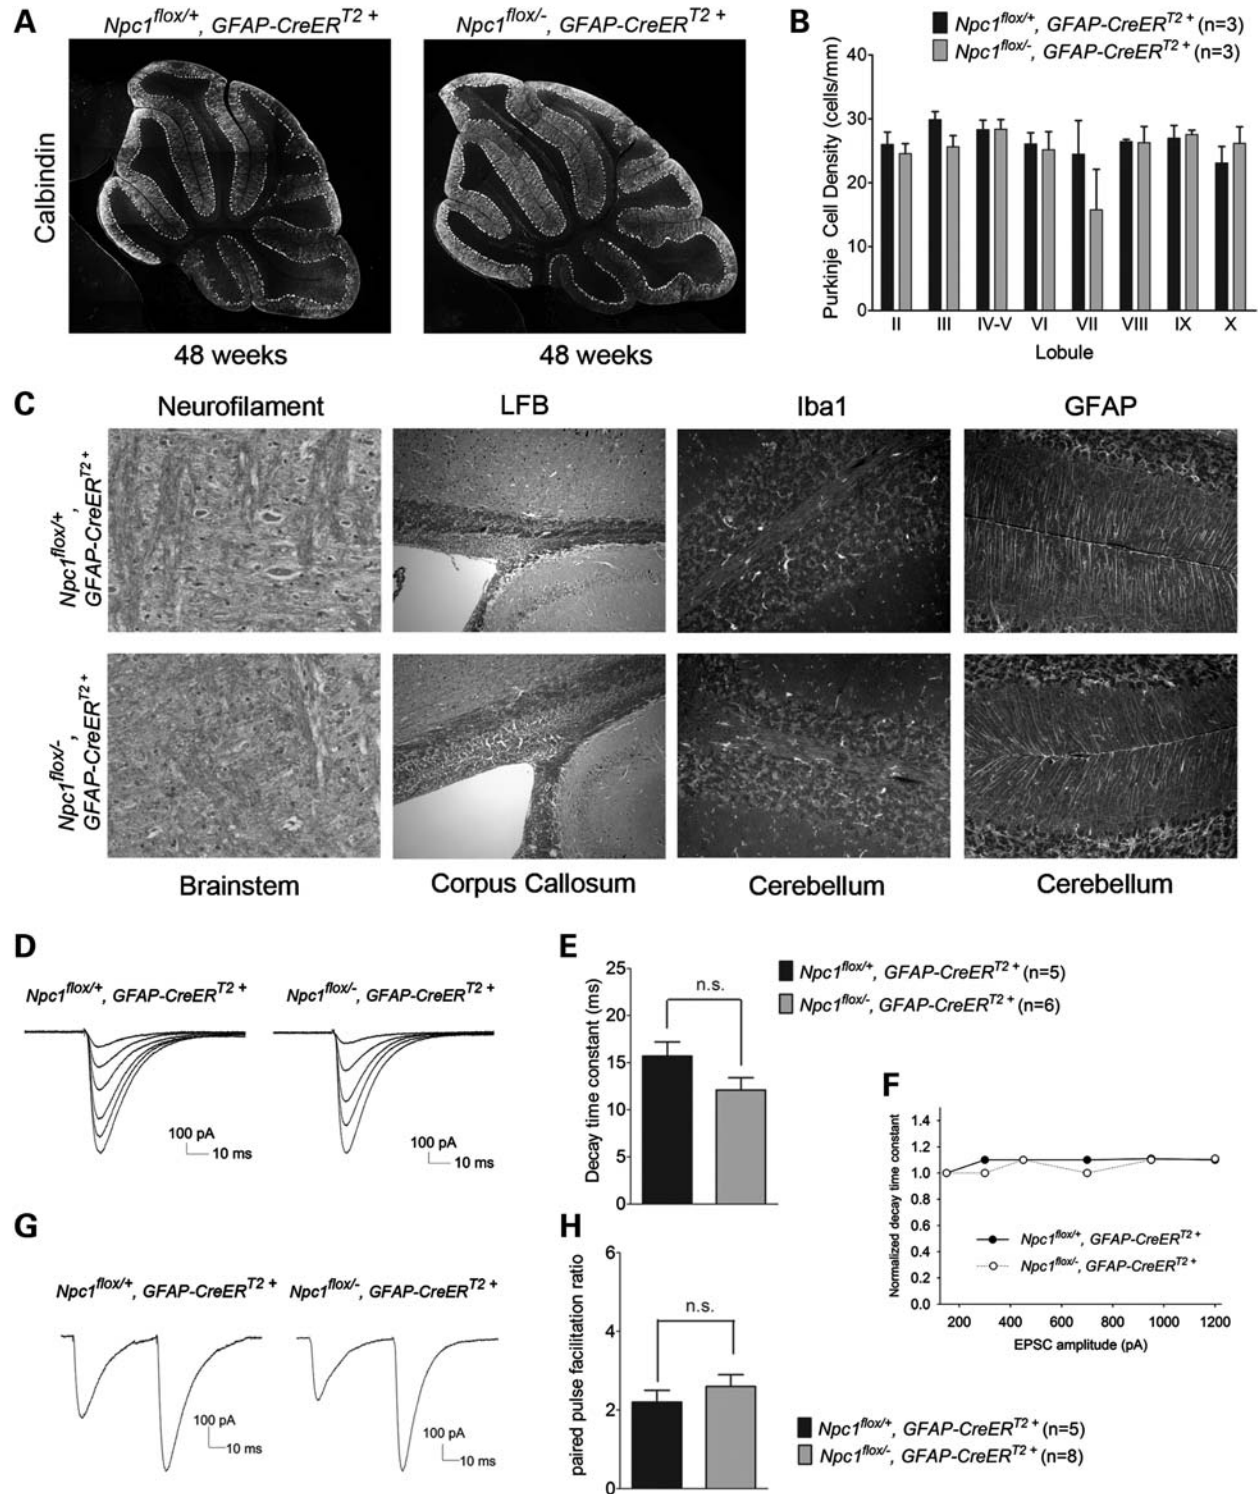 A
Npc1flox/+, GFAP-CreERT2 +
Npc1flox/-, GFAP-CreERT2 +
Calbindin
48 weeks
48 weeks
B
Npc1flox/+, GFAP-CreERT2 + (n=3)
Npc1flox/-, GFAP-CreERT2 + (n=3)
Purkinje Cell Density (cells/mm)
40
30
20
10
0
II III IV-V VI VII VIII IX X
Lobule
C
Neurofilament
LFB
Iba1
GFAP
Npc1flox/+,
GFAP-CreERT2+
Npc1flox/-,
GFAP-CreERT2+
Brainstem
Corpus Callosum
Cerebellum
Cerebellum
D
Npc1flox/+, GFAP-CreERT2 +
Npc1flox/-, GFAP-CreERT2 +
100 pA
10 ms
100 pA
10 ms
E
Npc1flox/+, GFAP-CreERT2 + (n=5)
Npc1flox/-, GFAP-CreERT2 + (n=6)
Decay time constant (ms)
25
20
15
10
5
0
n.s.
F
Normalized decay time constant
1.4
1.2
1.0
0.8
0.6
0.4
0.2
0.0
Npc1flox/+, GFAP-CreERT2 +
Npc1flox/-, GFAP-CreERT2 +
200 400 600 800 1000 1200
EPSC amplitude (pA)
G
Npc1flox/+, GFAP-CreERT2 +
Npc1flox/-, GFAP-CreERT2 +
100 pA
10 ms
100 pA
10 ms
H
paired pulse facilitation ratio
6
4
2
0
n.s.
Npc1flox/+, GFAP-CreERT2 + (n=5)
Npc1flox/-, GFAP-CreERT2 + (n=8)